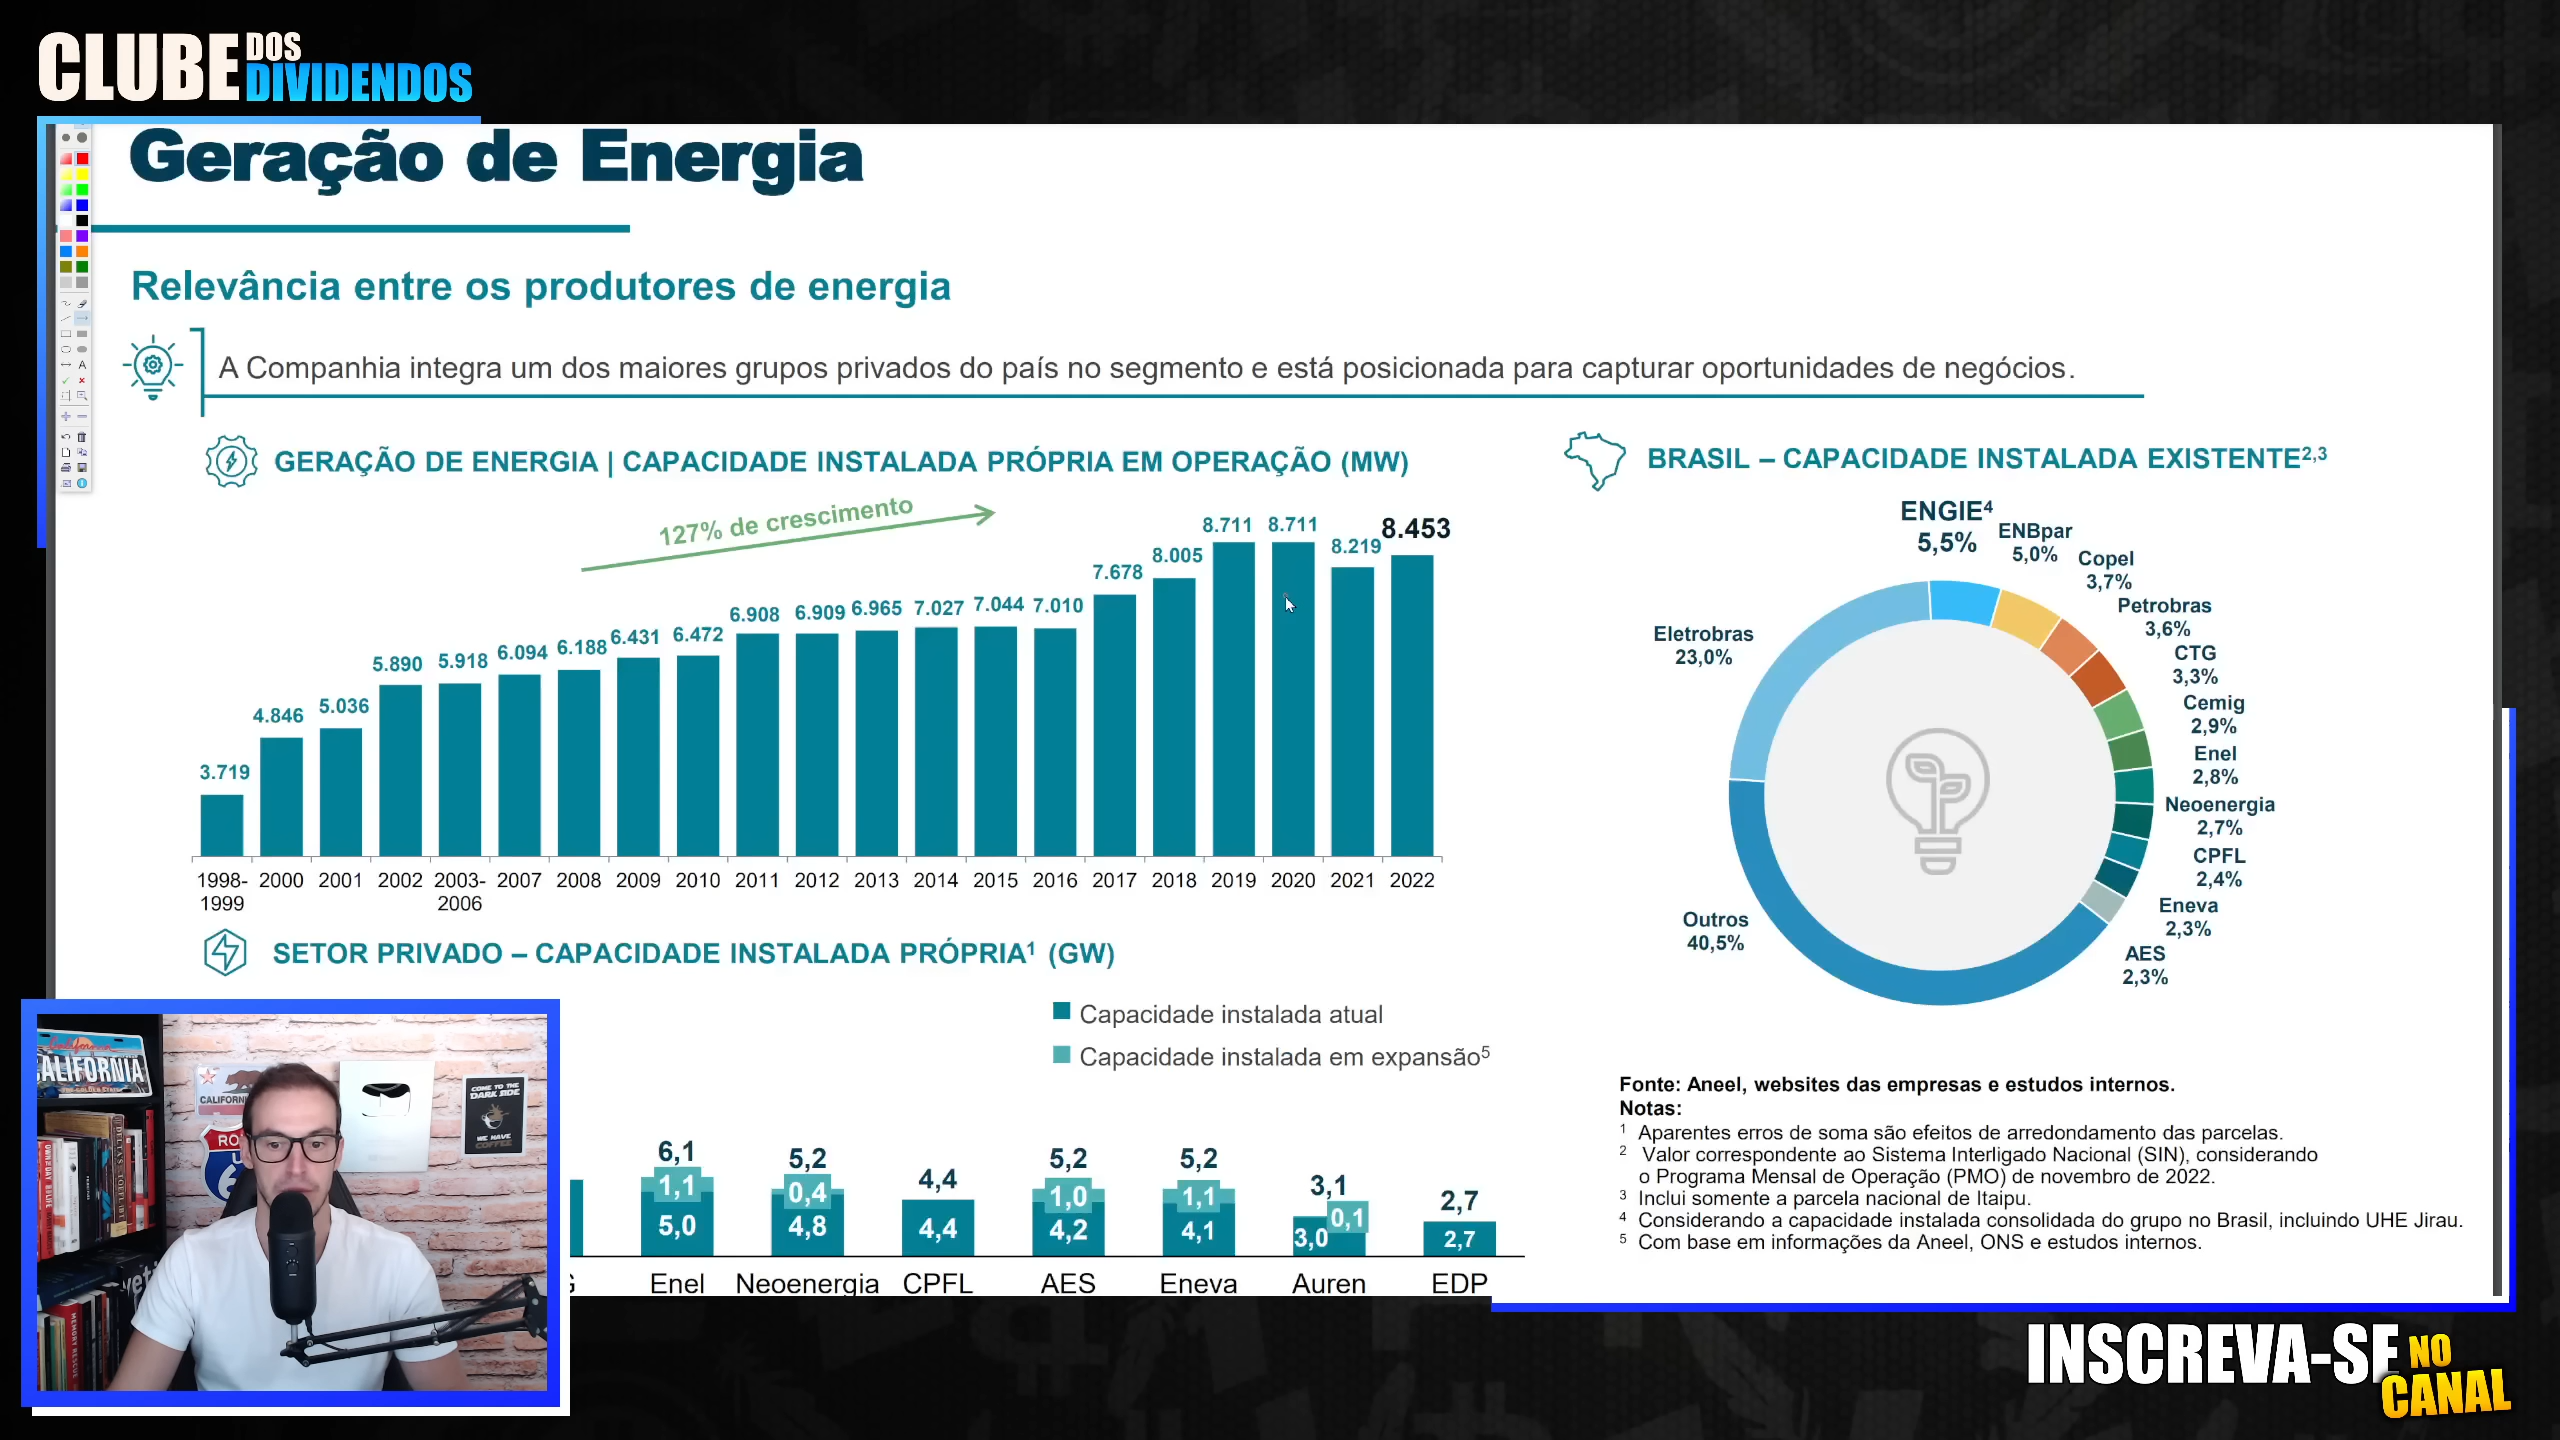 CLUBE DOS DIVIDENDOS
Geração de Energia
Relevância entre os produtores de energia
A Companhia integra um dos maiores grupos privados do país no segmento e está posicionada para capturar oportunidades de negócios.
GERAÇÃO DE ENERGIA | CAPACIDADE INSTALADA PRÓPRIA EM OPERAÇÃO (MW)
127% de crescimento
3.719
4.846
5.036
5.890
5.918
6.094
6.188
6.431
6.472
6.908
6.909
6.965
7.027
7.044
7.010
7.678
8.005
8.711
8.711
8.219
8.453
1998-1999 2000 2001 2002 2003-2006 2007 2008 2009 2010 2011 2012 2013 2014 2015 2016 2017 2018 2019 2020 2021 2022
BRASIL – CAPACIDADE INSTALADA EXISTENTE2,3
ENGIE4
5,5%
ENBpar
5,0%
Copel
3,7%
Petrobras
3,6%
CTG
3,3%
Cemig
2,9%
Enel
2,8%
Neoenergia
2,7%
CPFL
2,4%
Eneva
2,3%
AES
2,3%
Outros
40,5%
Eletrobras
23,0%
SETOR PRIVADO – CAPACIDADE INSTALADA PRÓPRIA1 (GW)
Capacidade instalada atual
Capacidade instalada em expansão5
6,1
1,1
5,0
Enel
5,2
0,4
4,8
Neoenergia
4,4
4,4
CPFL
5,2
1,0
4,2
AES
5,2
1,1
4,1
Eneva
3,1
0,1
3,0
Auren
2,7
2,7
EDP
Fonte: Aneel, websites das empresas e estudos internos.
Notas:
1 Aparentes erros de soma são efeitos de arredondamento das parcelas.
2 Valor correspondente ao Sistema Interligado Nacional (SIN), considerando
o Programa Mensal de Operação (PMO) de novembro de 2022.
3 Inclui somente a parcela nacional de Itaipu.
4 Considerando a capacidade instalada consolidada do grupo no Brasil, incluindo UHE Jirau.
5 Com base em informações da Aneel, ONS e estudos internos.
California
ALIFORNIA
CALIFORN
RO
COME TO THE
DARK SIDE
WE HAVE
COFFEE
INSCREVA-SE NO
CANAL